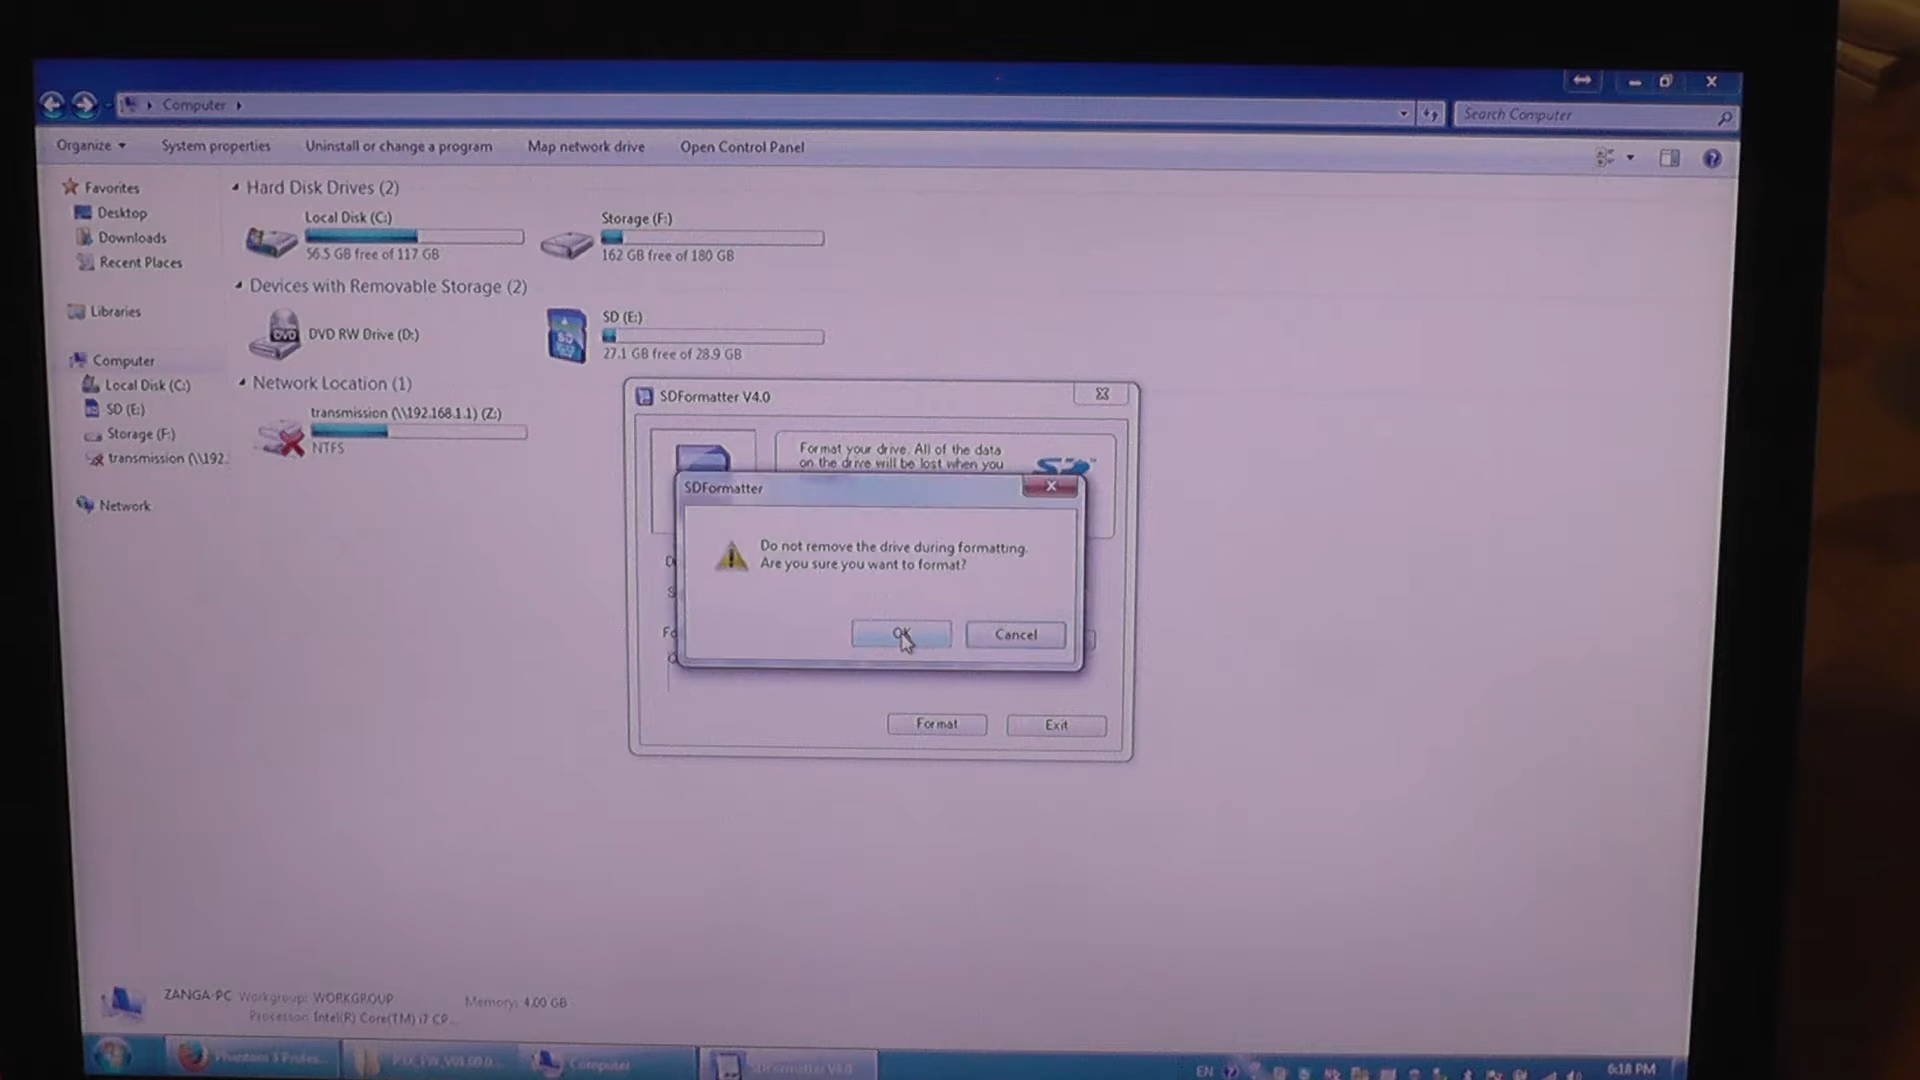 Computer
Search Computer
Organize
System properties
Uninstall or change a program
Map network drive
Open Control Panel
Favorites
Desktop
Downloads
Recent Places
Libraries
Computer
Local Disk (C:)
SD (E:)
Storage (F:)
transmission (\\192.
Network
Hard Disk Drives (2)
Local Disk (C:)
56.5 GB free of 117 GB
Storage (F:)
162 GB free of 180 GB
Devices with Removable Storage (2)
DVD
DVD RW Drive (D:)
SD (E:)
27.1 GB free of 28.9 GB
Network Location (1)
transmission (\\192.168.1.1) (Z:)
NTFS
SDFormatter V4.0
Format your drive. All of the data
on the drive will be lost when you
SDFormatter
Do not remove the drive during formatting.
Are you sure you want to format?
OK
Cancel
Format
Exit
ZANGA-PC Workgroup: WORKGROUP
Memory: 4.00 GB
Processor: Intel(R) Core(TM) i7 CP...
Phantom 3 Profes...
Computer
SDFormatter V4.0
EN
6:18 PM